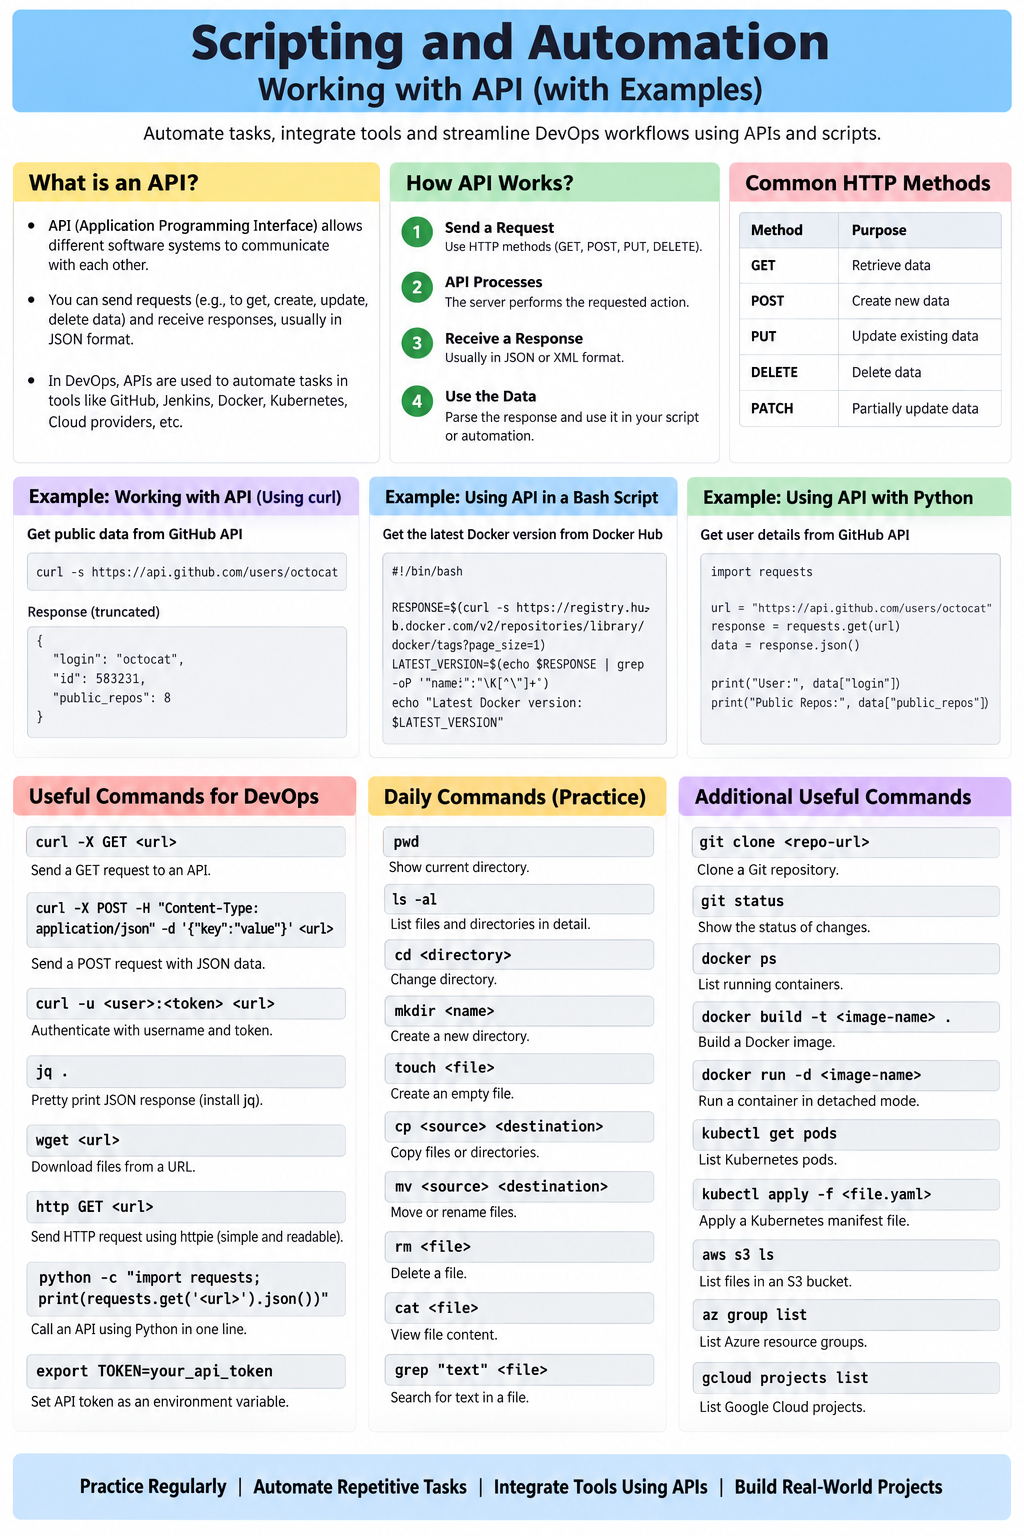 Scripting and Automation
Working with API (with Examples)
Automate tasks, integrate tools and streamline DevOps workflows using APIs and scripts.
What is an API?
• API (Application Programming Interface) allows
different software systems to communicate
with each other.
• You can send requests (e.g., to get, create, update,
delete data) and receive responses, usually in
JSON format.
• In DevOps, APIs are used to automate tasks in
tools like GitHub, Jenkins, Docker, Kubernetes,
Cloud providers, etc.
How API Works?
1 Send a Request
Use HTTP methods (GET, POST, PUT, DELETE).
2 API Processes
The server performs the requested action.
3 Receive a Response
Usually in JSON or XML format.
4 Use the Data
Parse the response and use it in your script
or automation.
Common HTTP Methods
Method Purpose
GET Retrieve data
POST Create new data
PUT Update existing data
DELETE Delete data
PATCH Partially update data
Example: Working with API (Using curl)
Get public data from GitHub API
curl -s https://api.github.com/users/octocat
Response (truncated)
{
"login": "octocat",
"id": 583231,
"public_repos": 8
}
Example: Using API in a Bash Script
Get the latest Docker version from Docker Hub
#!/bin/bash
RESPONSE=$(curl -s https://registry.hu-
b.docker.com/v2/repositories/library/
docker/tags?page_size=1)
LATEST_VERSION=$(echo $RESPONSE | grep
-oP '"name":"\K[^\"]+')
echo "Latest Docker version:
$LATEST_VERSION"
Example: Using API with Python
Get user details from GitHub API
import requests
url = "https://api.github.com/users/octocat"
response = requests.get(url)
data = response.json()
print("User:", data["login"])
print("Public Repos:", data["public_repos"])
Useful Commands for DevOps
curl -X GET <url>
Send a GET request to an API.
curl -X POST -H "Content-Type:
application/json" -d '{"key":"value"}' <url>
Send a POST request with JSON data.
curl -u <user>:<token> <url>
Authenticate with username and token.
jq .
Pretty print JSON response (install jq).
wget <url>
Download files from a URL.
http GET <url>
Send HTTP request using httpie (simple and readable).
python -c "import requests;
print(requests.get('<url>').json())"
Call an API using Python in one line.
export TOKEN=your_api_token
Set API token as an environment variable.
Daily Commands (Practice)
pwd
Show current directory.
ls -al
List files and directories in detail.
cd <directory>
Change directory.
mkdir <name>
Create a new directory.
touch <file>
Create an empty file.
cp <source> <destination>
Copy files or directories.
mv <source> <destination>
Move or rename files.
rm <file>
Delete a file.
cat <file>
View file content.
grep "text" <file>
Search for text in a file.
Additional Useful Commands
git clone <repo-url>
Clone a Git repository.
git status
Show the status of changes.
docker ps
List running containers.
docker build -t <image-name> .
Build a Docker image.
docker run -d <image-name>
Run a container in detached mode.
kubectl get pods
List Kubernetes pods.
kubectl apply -f <file.yaml>
Apply a Kubernetes manifest file.
aws s3 ls
List files in an S3 bucket.
az group list
List Azure resource groups.
gcloud projects list
List Google Cloud projects.
Practice Regularly | Automate Repetitive Tasks | Integrate Tools Using APIs | Build Real-World Projects